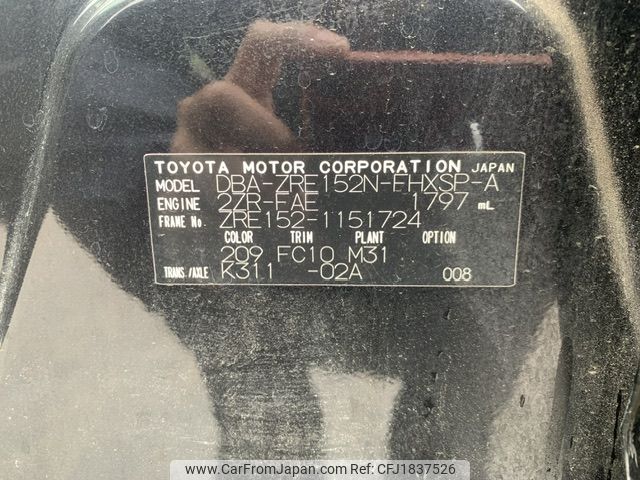 TOYOTA MOTOR CORPORATION JAPAN
MODEL DBA-ZRE152N-EHXSP-A
ENGINE 2ZR-FAE 1797 mL
FRAME No. ZRE152-1151724
COLOR TRIM PLANT OPTION
209 FC10 M31
TRANS./AXLE K311 -02A 008
www.carfromjapan.com Ref No. CFJ1837526